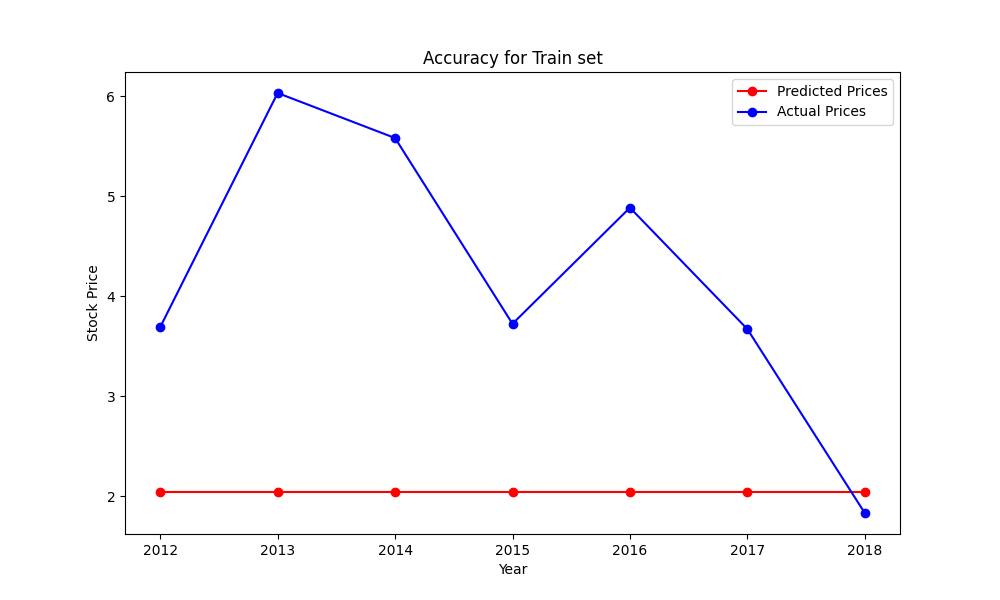 Accuracy for Train set
Predicted Prices
Actual Prices
6
5
4
3
2
Stock Price
2012 2013 2014 2015 2016 2017 2018
Year